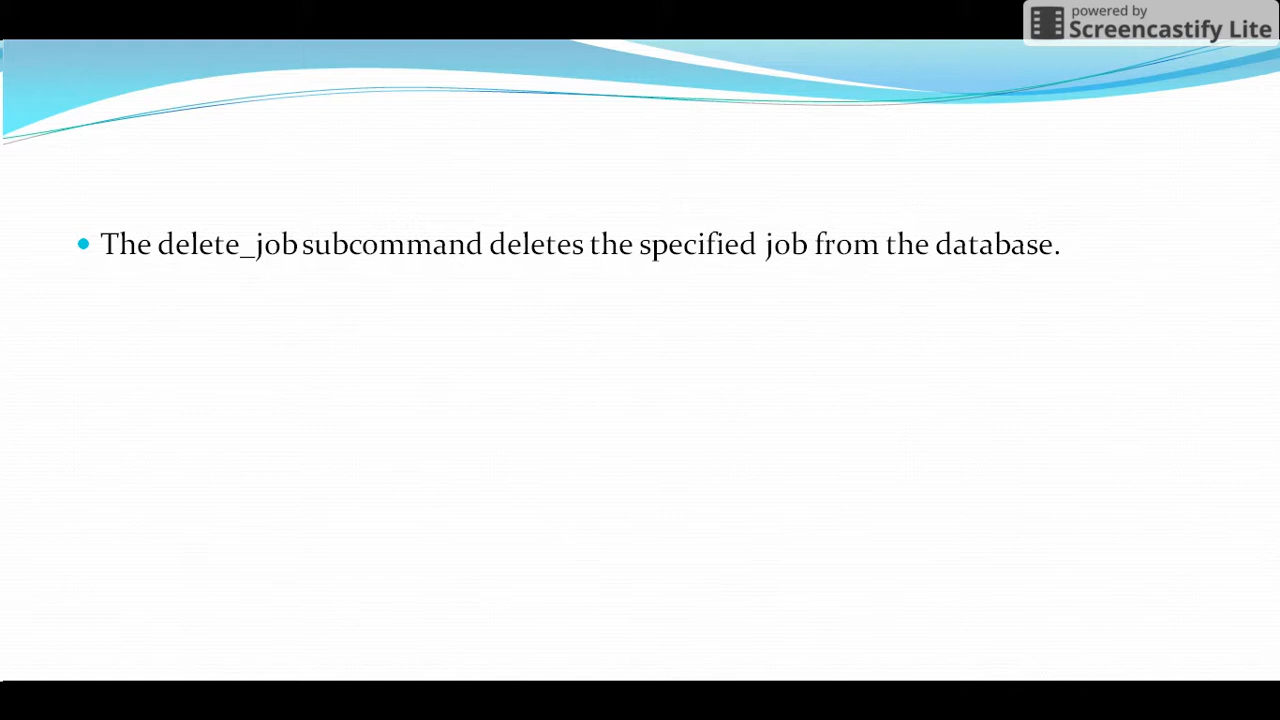 powered by
Screencastify Lite
The delete_job subcommand deletes the specified job from the database.